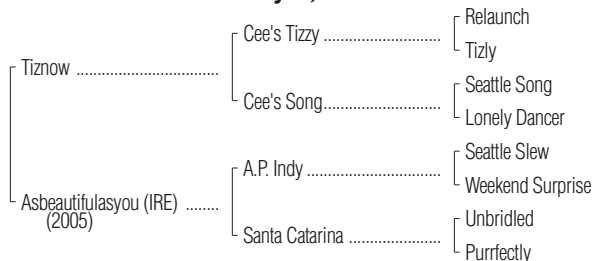 Relaunch
Cee's Tizzy ..............................
Tizly
Tiznow ....................................
Seattle Song
Cee's Song..............................
Lonely Dancer
Seattle Slew
A.P. Indy ..................................
Weekend Surprise
Asbeautifulasyou (IRE) ........
(2005)
Unbridled
Santa Catarina .......................
Purrfectly